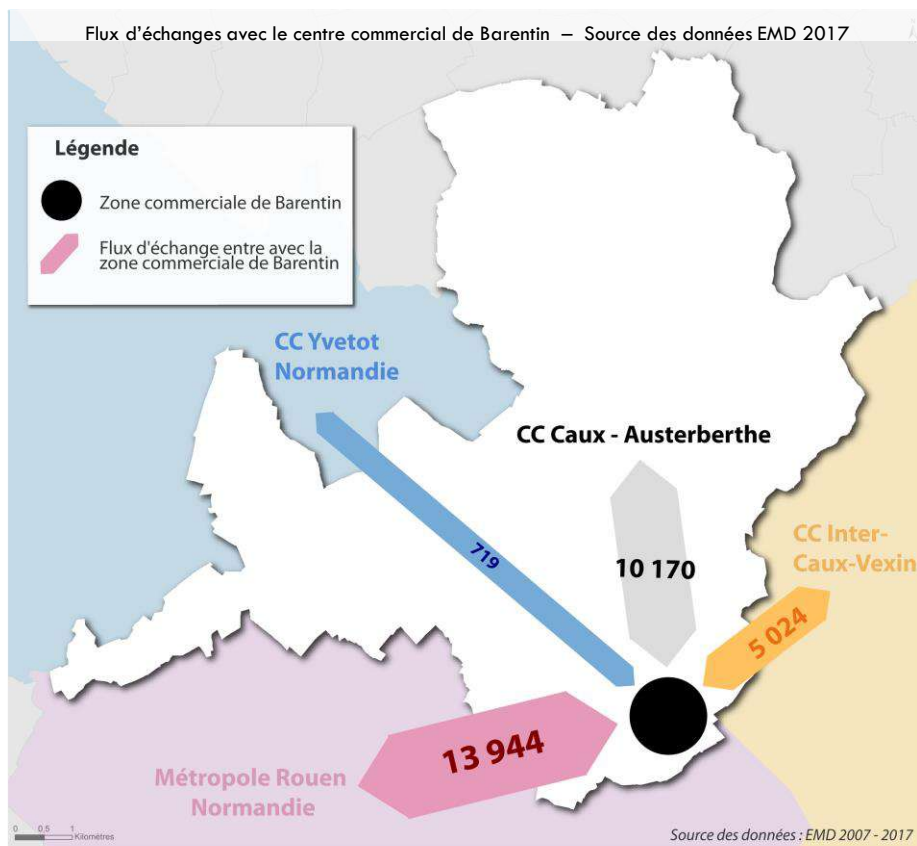 Flux d'échanges avec le centre commercial de Barentin – Source des données EMD 2017
Légende
Zone commerciale de Barentin
Flux d'échange entre avec la
zone commerciale de Barentin
CC Yvetot
Normandie
CC Caux - Austerberthe
CC Inter-
Caux-Vexin
719
10 170
5 024
13 944
Métropole Rouen
Normandie
0 0,5 1
Kilomètres
Source des données : EMD 2007 - 2017